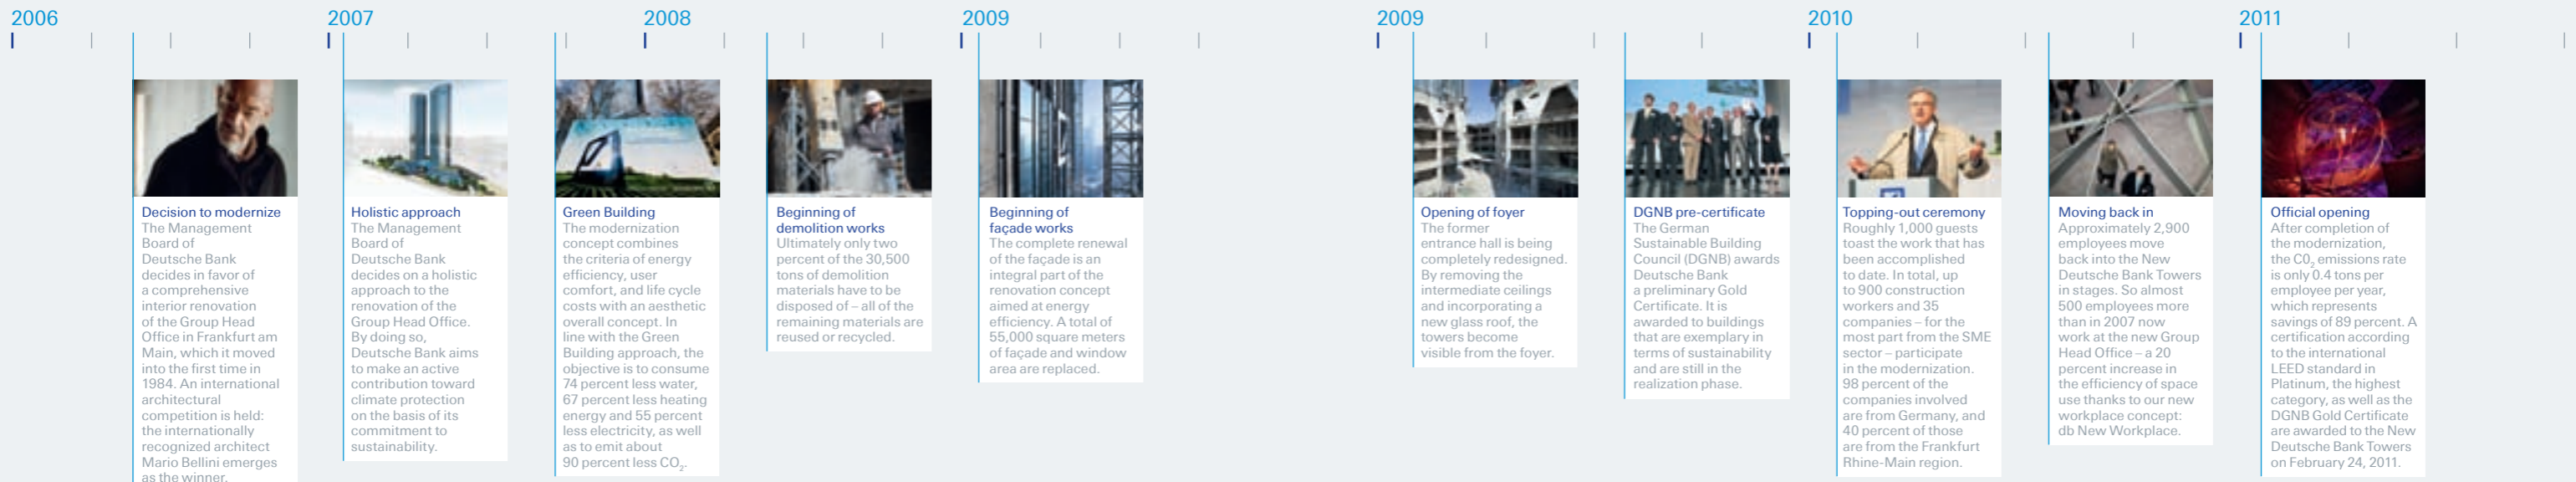 2006
2007
2008
2009
2009
2010
2011
Decision to modernize
The Management
Board of
Deutsche Bank
decides in favor of
a comprehensive
interior renovation
of the Group Head
Office in Frankfurt am
Main, which it moved
into the first time in
1984. An international
architectural
competition is held:
the internationally
recognized architect
Mario Bellini emerges
as the winner.
Holistic approach
The Management
Board of
Deutsche Bank
decides on a holistic
approach to the
renovation of the
Group Head Office.
By doing so,
Deutsche Bank aims
to make an active
contribution toward
climate protection
on the basis of its
commitment to
sustainability.
Green Building
The modernization
concept combines
the criteria of energy
efficiency, user
comfort, and life cycle
costs with an aesthetic
overall concept. In
line with the Green
Building approach, the
objective is to consume
74 percent less water,
67 percent less heating
energy and 55 percent
less electricity, as well
as to emit about
90 percent less CO₂.
Beginning of
demolition works
Ultimately only two
percent of the 30,500
tons of demolition
materials have to be
disposed of – all of the
remaining materials are
reused or recycled.
Beginning of
façade works
The complete renewal
of the façade is an
integral part of the
renovation concept
aimed at energy
efficiency. A total of
55,000 square meters
of façade and window
area are replaced.
Opening of foyer
The former
entrance hall is being
completely redesigned.
By removing the
intermediate ceilings
and incorporating a
new glass roof, the
towers become
visible from the foyer.
DGNB pre-certificate
The German
Sustainable Building
Council (DGNB) awards
Deutsche Bank
a preliminary Gold
Certificate. It is
awarded to buildings
that are exemplary in
terms of sustainability
and are still in the
realization phase.
Topping-out ceremony
Roughly 1,000 guests
toast the work that has
been accomplished
to date. In total, up
to 900 construction
workers and 35
companies – for the
most part from the SME
sector – participate
in the modernization.
98 percent of the
companies involved
are from Germany, and
40 percent of those
are from the Frankfurt
Rhine-Main region.
Moving back in
Approximately 2,900
employees move
back into the New
Deutsche Bank Towers
in stages. So almost
500 employees more
than in 2007 now
work at the new Group
Head Office – a 20
percent increase in
the efficiency of space
use thanks to our new
workplace concept:
db New Workplace.
Official opening
After completion of
the modernization,
the C0₂ emissions rate
is only 0.4 tons per
employee per year,
which represents
savings of 89 percent. A
certification according
to the international
LEED standard in
Platinum, the highest
category, as well as the
DGNB Gold Certificate
are awarded to the New
Deutsche Bank Towers
on February 24, 2011.